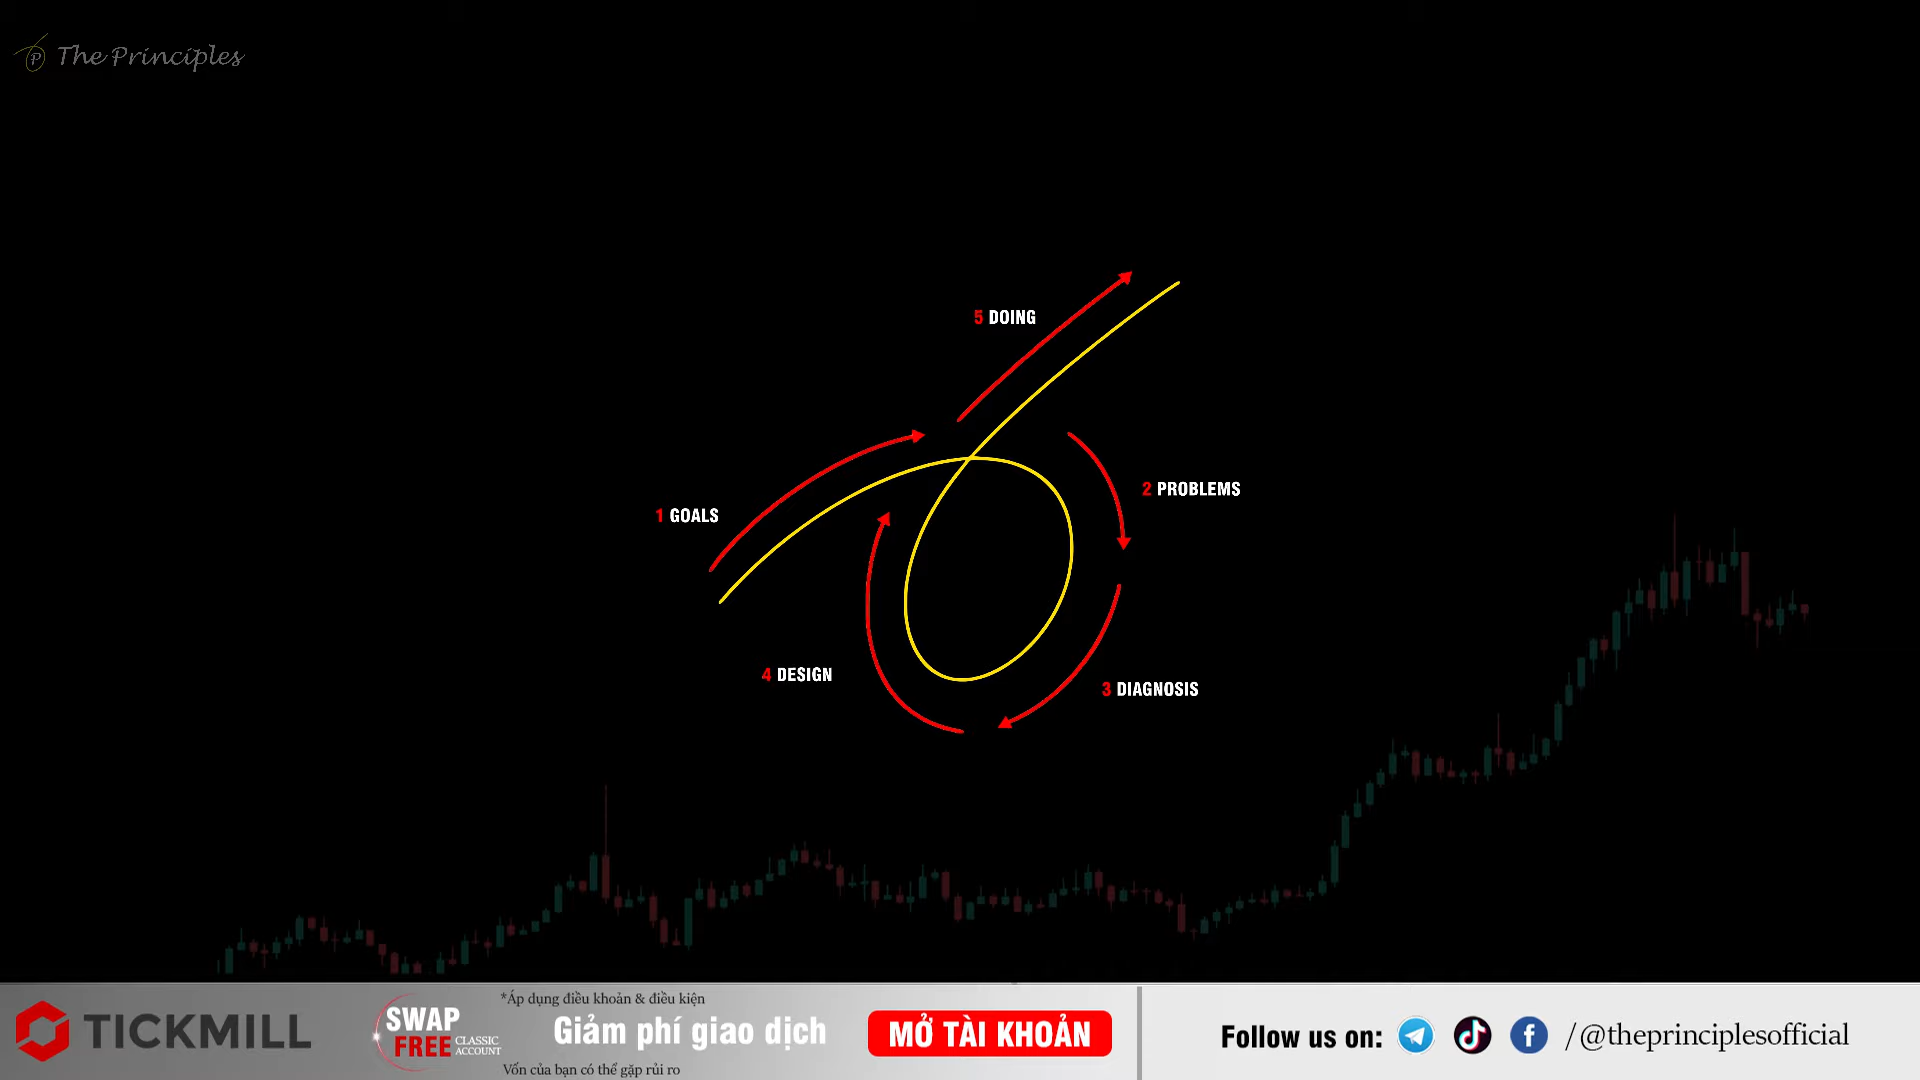 The Principles
5 DOING
2 PROBLEMS
1 GOALS
4 DESIGN
3 DIAGNOSIS
TICKMILL
SWAP
FREE CLASSIC
ACCOUNT
*Áp dụng điều khoản & điều kiện
Giảm phí giao dịch
Vốn của bạn có thể gặp rủi ro
MỞ TÀI KHOẢN
Follow us on: /@theprinciplesofficial